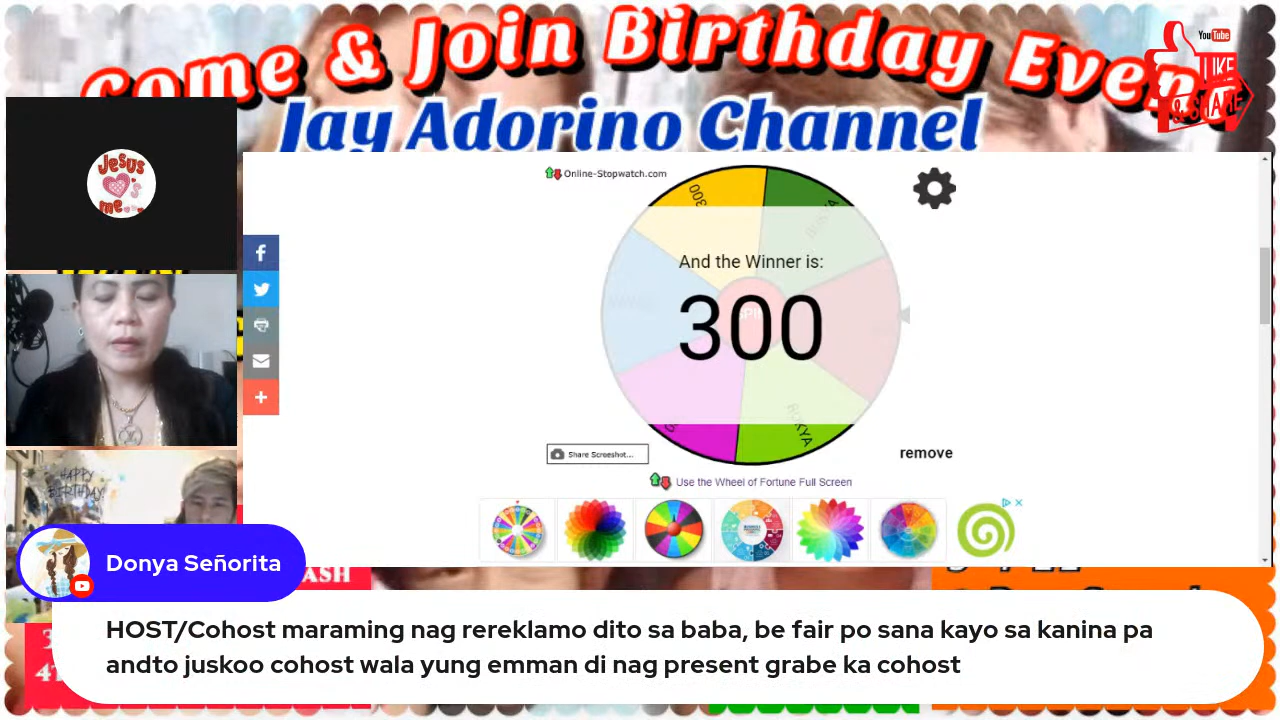 Come & Join Birthday Even
YouTube
LIKE
& SHARE
Jay Adorino Channel
Jesus
's
me
Online-Stopwatch.com
300
And the Winner is:
300
Share Screeshot...
remove
Use the Wheel of Fortune Full Screen
HAPPY
BIRTHDAY
Donya Señorita
ASH
HOST/Cohost maraming nag rereklamo dito sa baba, be fair po sana kayo sa kanina pa
andto juskoo cohost wala yung emman di nag present grabe ka cohost